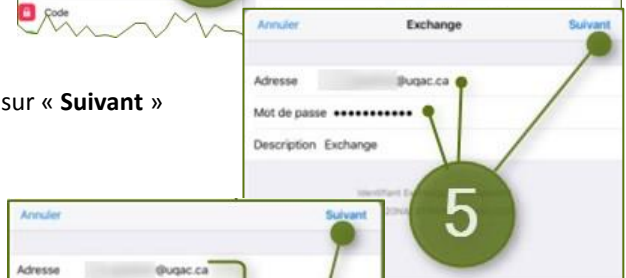 Code
Annuler Exchange Suivant
Adresse @uqac.ca
sur « Suivant »
Mot de passe ●●●●●●●●●●●
Description Exchange
5
Annuler Suivant
Adresse @uqac.ca